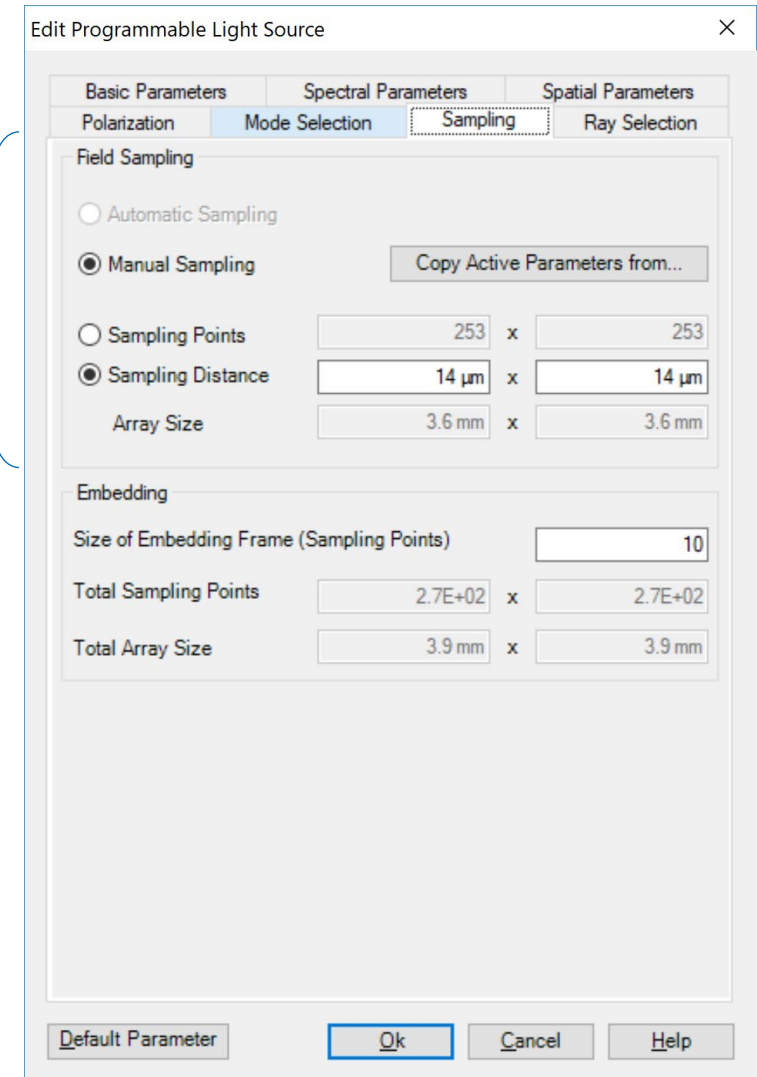 Edit Programmable Light Source
Basic Parameters Spectral Parameters Spatial Parameters
Polarization Mode Selection Sampling Ray Selection
Field Sampling
Automatic Sampling
Manual Sampling Copy Active Parameters from...
Sampling Points 253 x 253
Sampling Distance 14 µm x 14 µm
Array Size 3.6 mm x 3.6 mm
Embedding
Size of Embedding Frame (Sampling Points) 10
Total Sampling Points 2.7E+02 x 2.7E+02
Total Array Size 3.9 mm x 3.9 mm
Default Parameter Ok Cancel Help